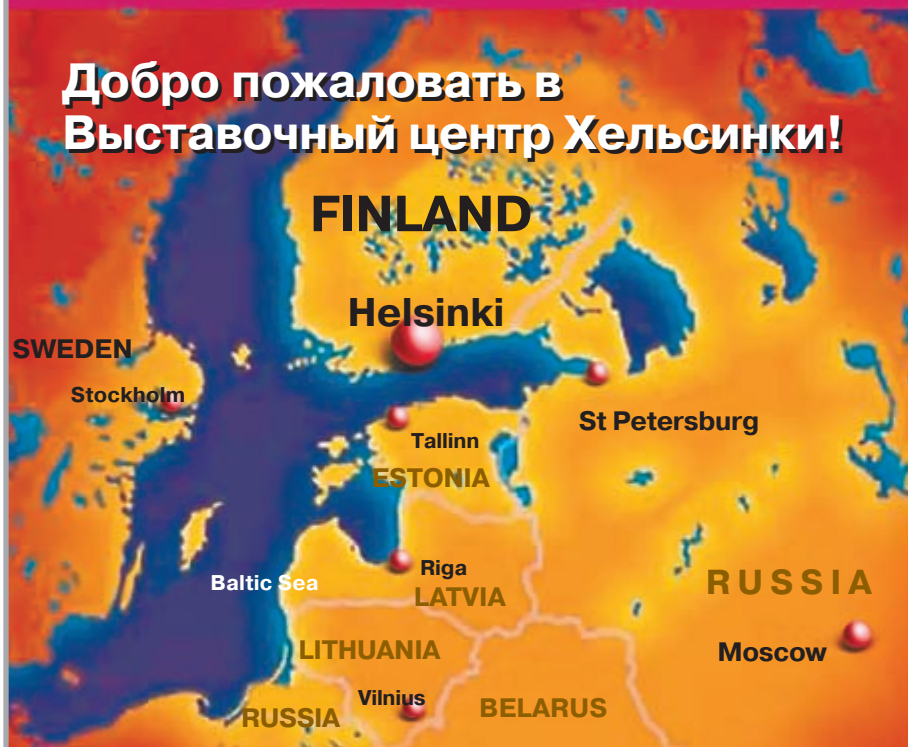 Добро пожаловать в
Выставочный центр Хельсинки!
FINLAND
Helsinki
SWEDEN
Stockholm
St Petersburg
Tallinn
ESTONIA
Riga
Baltic Sea
LATVIA
RUSSIA
LITHUANIA
Moscow
Vilnius
BELARUS
RUSSIA